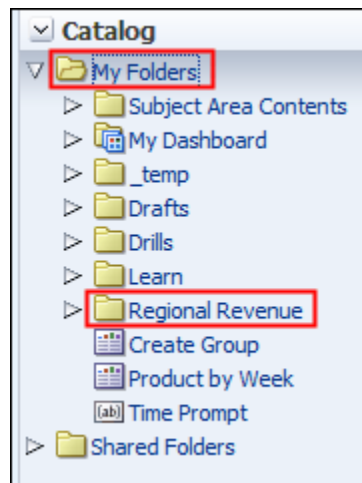 Catalog
My Folders
Subject Area Contents
My Dashboard
_temp
Drafts
Drills
Learn
Regional Revenue
Create Group
Product by Week
(ab) Time Prompt
Shared Folders